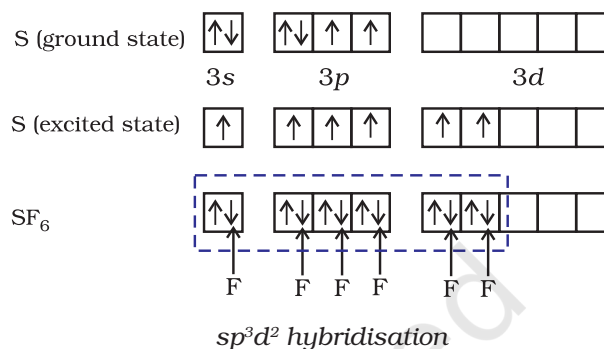 S (ground state)
3s 3p 3d
S (excited state)
SF₆
F F F F F F
sp³d² hybridisation